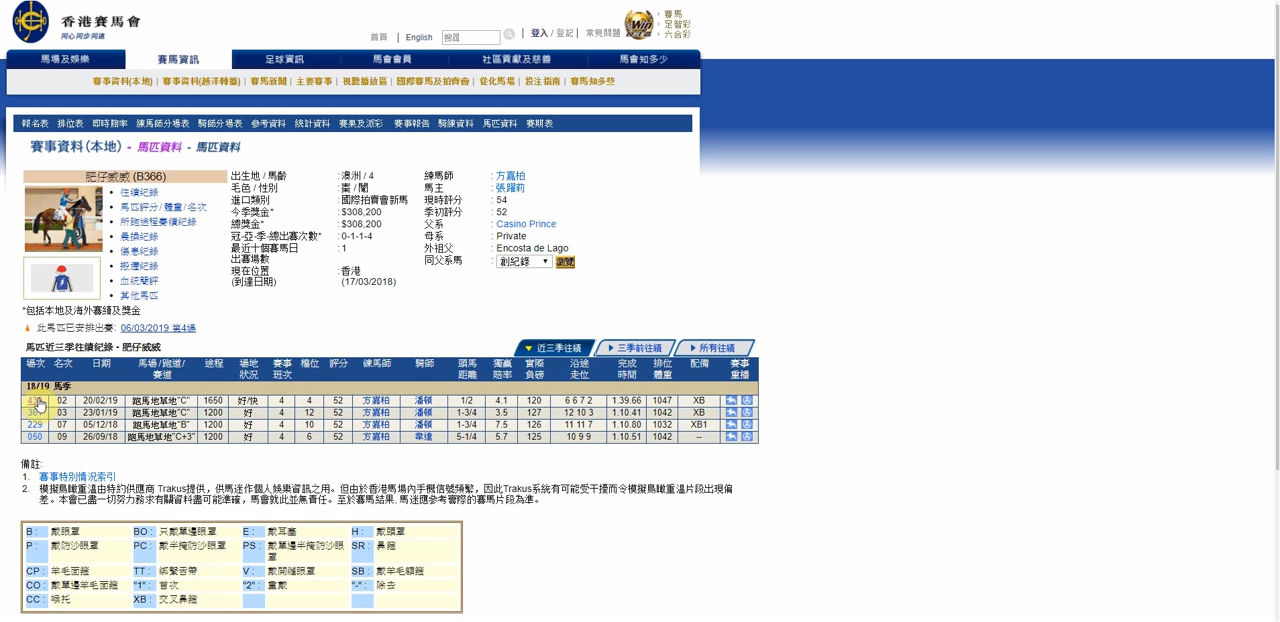 香港賽馬會
同心同步同進
首頁 | English 搜尋 | 登入 / 登記 | 常見問題
賽馬
足智彩
六合彩
馬場及娛樂 賽馬資訊 足球資訊 馬會會員 社區貢獻及慈善 馬會知多少
賽事資料(本地) | 賽事資料(越洋轉播) | 賽馬新聞 | 主要賽事 | 視聽播放區 | 國際賽馬及拍賣會 | 從化馬場 | 投注指南 | 賽馬知多些
報名表 排位表 即時賠率 練馬師分場表 騎師分場表 參考資料 統計資料 賽果及派彩 賽事報告 騎練資料 馬匹資料 賽期表
賽事資料(本地) - 馬匹資料 - 馬匹資料
肥仔威威 (B366)
往績紀錄
馬匹評分/體重/名次
所跑途程賽績紀錄
晨操紀錄
傷患紀錄
搬運紀錄
血統簡評
其他馬匹
出生地 / 馬齡 : 澳洲 / 4
毛色 / 性別 : 棗 / 閹
進口類別 : 國際拍賣會新馬
今季獎金* : $308,200
總獎金* : $308,200
冠-亞-季-總出賽次數* : 0-1-1-4
最近十個賽馬日 : 1
出賽場數
現在位置 : 香港
(到達日期) (17/03/2018)
練馬師 : 方嘉柏
馬主 : 張躍莉
現時評分 : 54
季初評分 : 52
父系 : Casino Prince
母系 : Private
外祖父 : Encosta de Lago
同父系馬 : 創紀錄 瀏覽
*包括本地及海外賽績及獎金
此馬匹已安排出賽: 06/03/2019 第4場
馬匹近三季往績紀錄 - 肥仔威威
近三季往績 三季前往績 所有往績
場次 名次 日期 馬場/跑道/賽道 途程 場地狀況 賽事班次 檔位 評分 練馬師 騎師 頭馬距離 獨贏賠率 實際負磅 沿途走位 完成時間 排位體重 配備 賽事重播
18/19 馬季
02 20/02/19 跑馬地草地"C" 1650 好/快 4 4 52 方嘉柏 潘頓 1/2 4.1 120 6 6 7 2 1.39.66 1047 XB
03 23/01/19 跑馬地草地"C" 1200 好 4 12 52 方嘉柏 潘頓 1-3/4 3.5 127 12 10 3 1.10.41 1042 XB
229 07 05/12/18 跑馬地草地"B" 1200 好 4 10 52 方嘉柏 潘頓 1-3/4 7.5 126 11 11 7 1.10.80 1032 XB1
050 09 26/09/18 跑馬地草地"C+3" 1200 好 4 6 52 方嘉柏 韋達 5-1/4 5.7 125 10 9 9 1.10.51 1042 --
備註:
1. 賽事特別情況索引
2. 模擬鳥瞰重溫由特約供應商 Trakus提供，供馬迷作個人娛樂資訊之用。但由於香港馬場內手機信號頻繁，因此Trakus系統有可能受干擾而令模擬鳥瞰重溫片段出現偏
差。本會已盡一切努力務求有關資料盡可能準確，馬會就此並無責任。至於賽馬結果,馬迷應參考實際的賽馬片段為準。
B : 戴眼罩 BO : 只戴單邊眼罩 E : 戴耳塞 H : 戴頭罩
P : 戴防沙眼罩 PC : 戴半掩防沙眼罩 PS : 戴單邊半掩防沙眼罩 SR : 鼻箍
CP : 羊毛面箍 TT : 綁繫舌帶 V : 戴開縫眼罩 SB : 戴羊毛額箍
CO : 戴單邊羊毛面箍 "1" : 首次 "2" : 重戴 "-" : 除去
CC : 喉托 XB : 交叉鼻箍